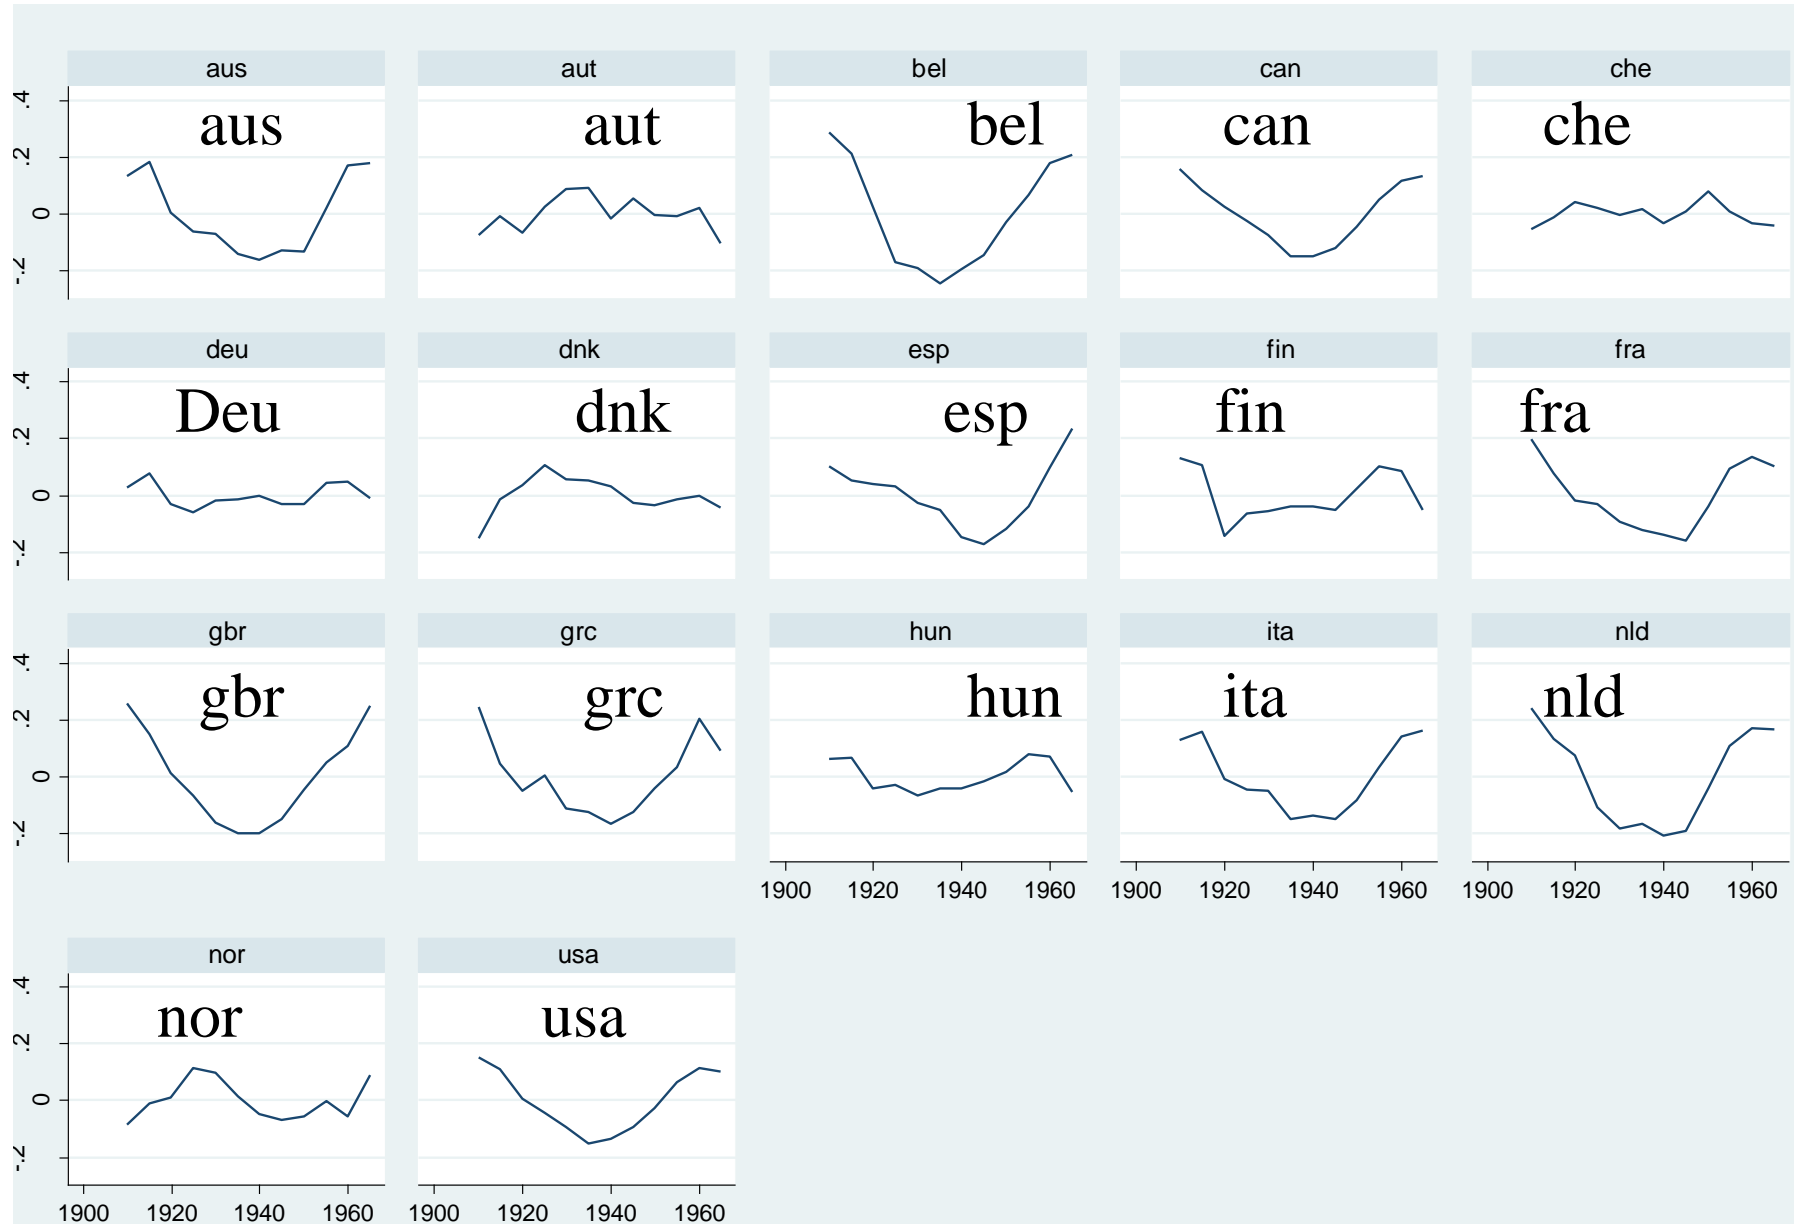 aus aut bel can che
.4 aus aut bel can che
.2
0
-.2
deu dnk esp fin fra
.4 Deu dnk esp fin fra
.2
0
-.2
gbr grc hun ita nld
.4 gbr grc hun ita nld
.2
0
-.2
1900 1920 1940 1960 1900 1920 1940 1960 1900 1920 1940 1960
nor usa
.4 nor usa
.2
0
-.2
1900 1920 1940 1960 1900 1920 1940 1960